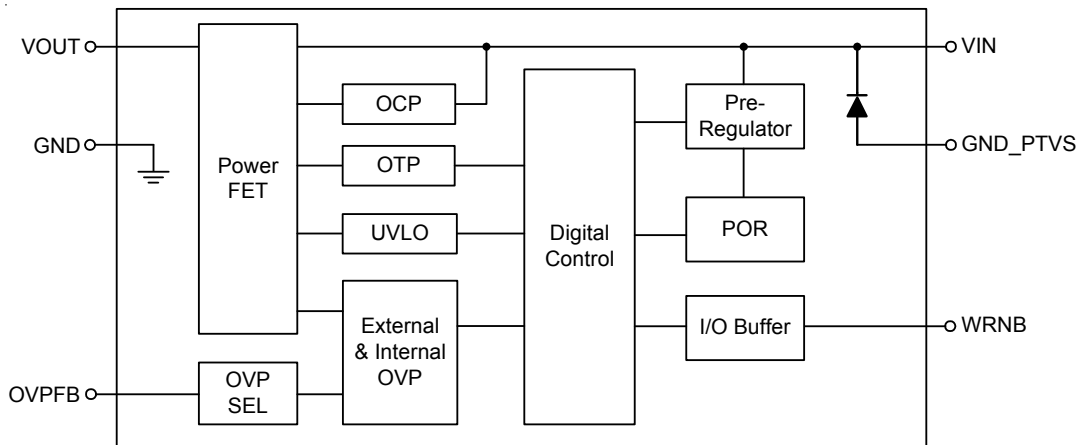 VOUT
VIN
OCP
Pre-
Regulator
GND
GND_PTVS
Power
FET
OTP
UVLO
Digital
Control
POR
External
& Internal
OVP
I/O Buffer
WRNB
OVPFB
OVP
SEL